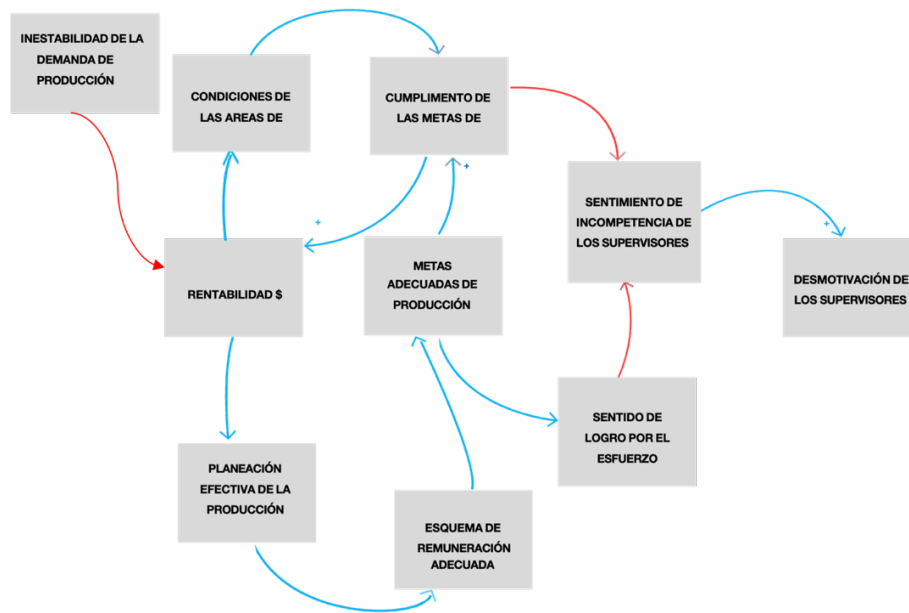 INESTABILIDAD DE LA
DEMANDA DE
PRODUCCIÓN
CONDICIONES DE
LAS AREAS DE
CUMPLIMENTO DE
LAS METAS DE
+
SENTIMIENTO DE
INCOMPETENCIA DE
LOS SUPERVISORES
+
+
DESMOTIVACIÓN DE
LOS SUPERVISORES
RENTABILIDAD $
METAS
ADECUADAS DE
PRODUCCIÓN
SENTIDO DE
LOGRO POR EL
ESFUERZO
PLANEACIÓN
EFECTIVA DE LA
PRODUCCIÓN
ESQUEMA DE
REMUNERACIÓN
ADECUADA